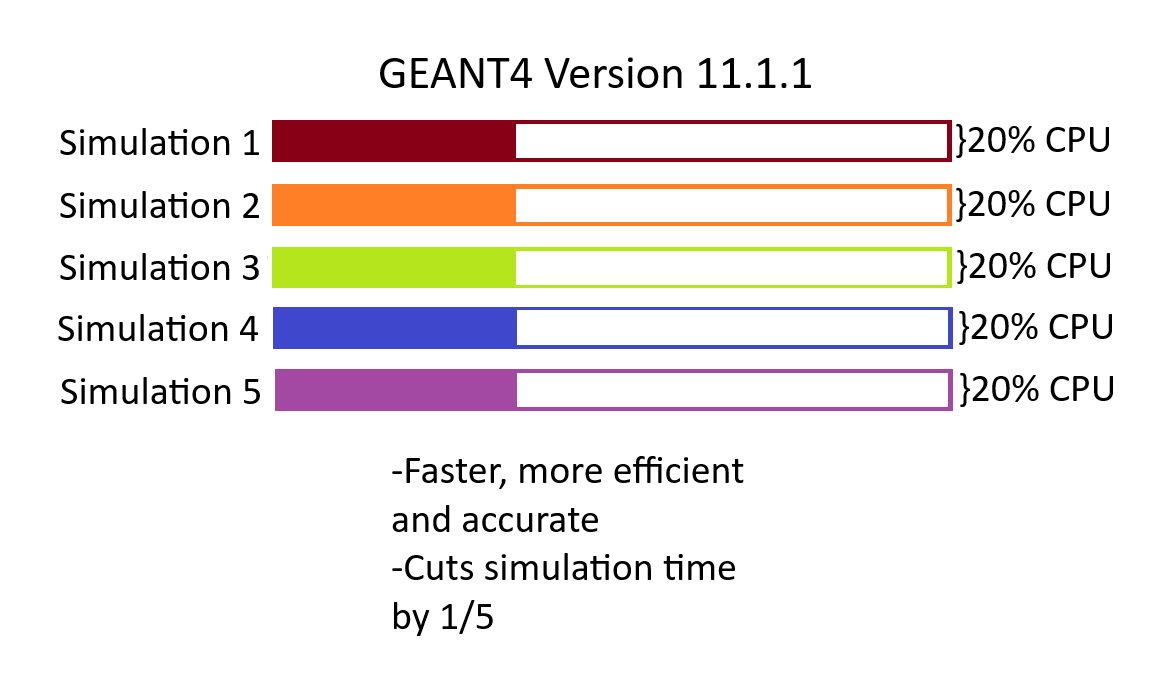 GEANT4 Version 11.1.1
Simulation 1 }20% CPU
Simulation 2 }20% CPU
Simulation 3 }20% CPU
Simulation 4 }20% CPU
Simulation 5 }20% CPU
-Faster, more efficient
and accurate
-Cuts simulation time
by 1/5